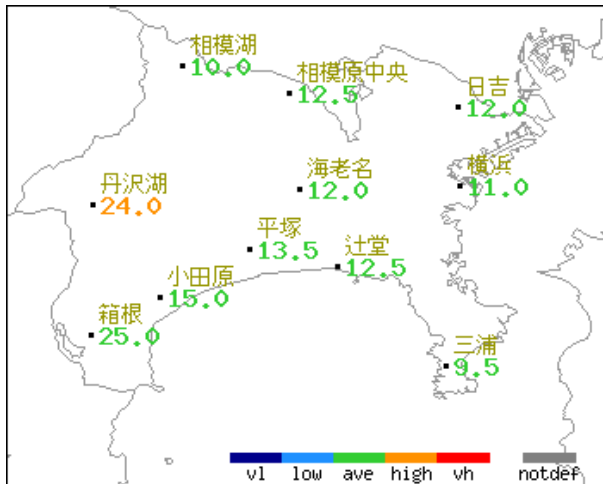 相模湖
10.0
相模原中央
12.5
日吉
12.0
海老名
12.0
横浜
11.0
丹沢湖
24.0
平塚
13.5
辻堂
12.5
小田原
15.0
箱根
25.0
三浦
9.5
vl low ave high vh notdef